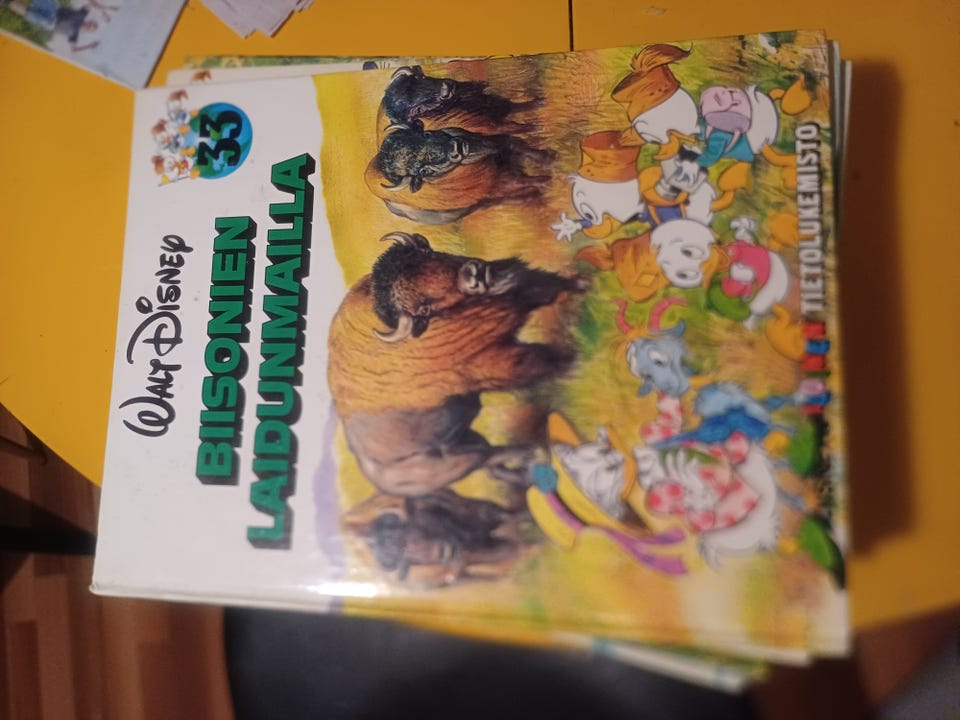 33
WALT DISNEY
BIISONIEN
LAIDUNMAILLA
TIETOLUKEMISTO